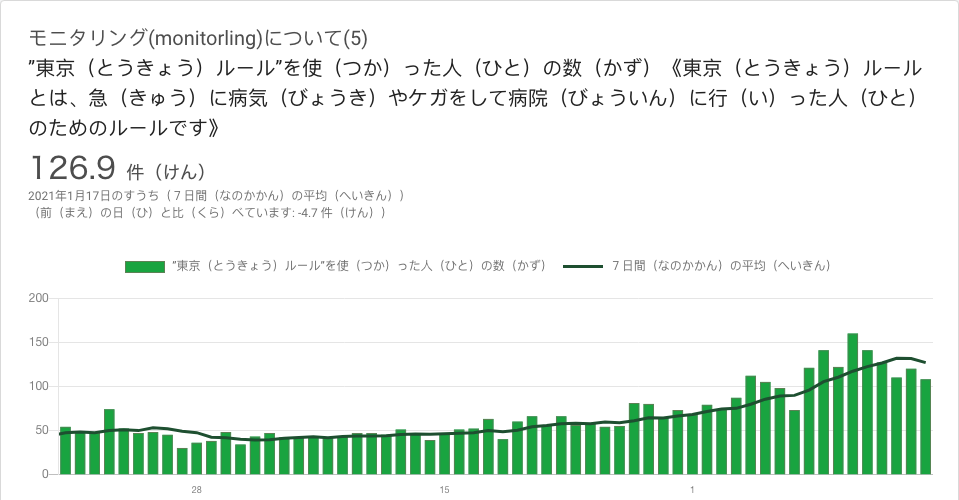 モニタリング(monitorling)について(5)
”東京（とうきょう）ルール”を使（つか）った人（ひと）の数（かず）《東京（とうきょう）ルール
とは、急（きゅう）に病気（びょうき）やケガをして病院（びょういん）に行（い）った人（ひと）
のためのルールです》
126.9 件（けん）
2021年1月17日のすうち（７日間（なのかかん）の平均（へいきん））
（前（まえ）の日（ひ）と比（くら）べています: -4.7 件（けん））
”東京（とうきょう）ルール”を使（つか）った人（ひと）の数（かず） ７日間（なのかかん）の平均（へいきん）
200
150
100
50
0
28 15 1